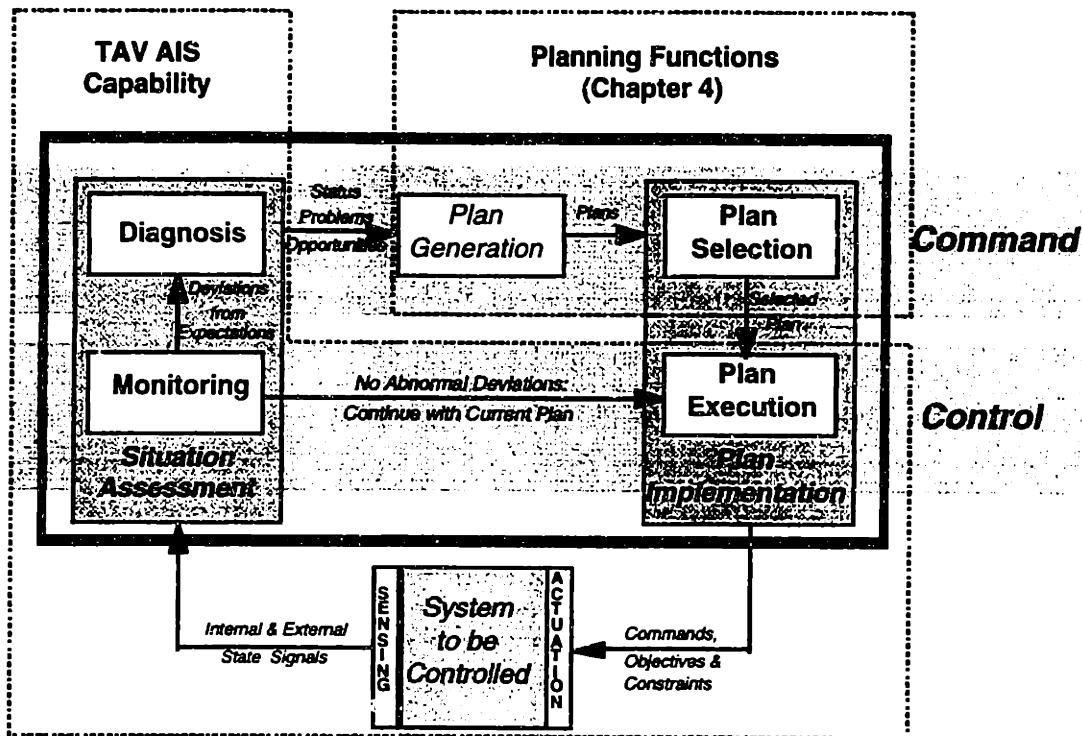 TAV AIS
Capability
Planning Functions
(Chapter 4)
Diagnosis
Status
Problems
Opportunities
Plan
Generation
Plans
Plan
Selection
Command
Deviations
from
Expectations
Selected
Plan
Monitoring
No Abnormal Deviations:
Continue with Current Plan
Plan
Execution
Control
Situation
Assessment
Plan
Implementation
SENSING
System
to be
Controlled
ACTUATION
Internal & External
State Signals
Commands,
Objectives &
Constraints